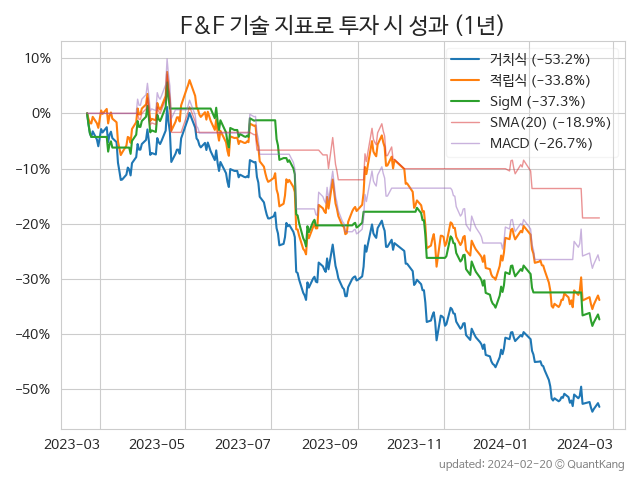 F&F 기술 지표로 투자 시 성과 (1년)
10%
0%
−10%
−20%
−30%
−40%
−50%
거치식 (−53.2%)
적립식 (−33.8%)
SigM (−37.3%)
SMA(20) (−18.9%)
MACD (−26.7%)
2023-03 2023-05 2023-07 2023-09 2023-11 2024-01 2024-03
updated: 2024-02-20 © QuantKang